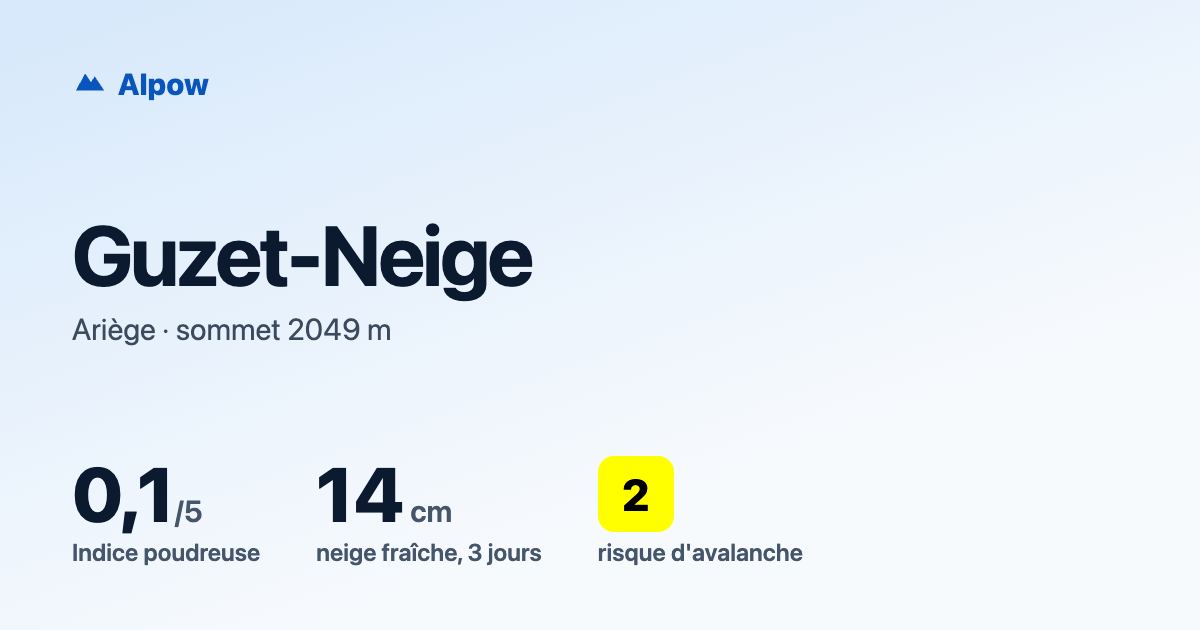 Alpow
Guzet-Neige
Ariège · sommet 2049 m
0,1/5
Indice poudreuse
14 cm
neige fraîche, 3 jours
2
risque d'avalanche